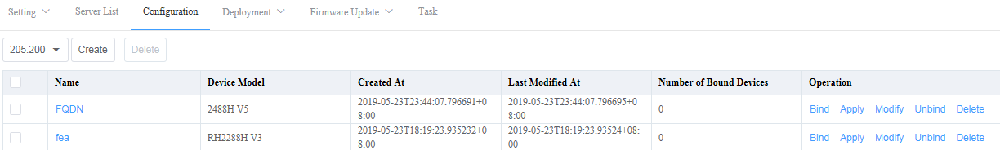 Setting Server List Configuration Deployment Firmware Update Task
205.200 Create Delete
Name Device Model Created At Last Modified At Number of Bound Devices Operation
FQDN 2488H V5 2019-05-23T23:44:07.796691+08:00 2019-05-23T23:44:07.796695+08:00 0 Bind Apply Modify Unbind Delete
fea RH2288H V3 2019-05-23T18:19:23.935232+08:00 2019-05-23T18:19:23.93524+08:00 0 Bind Apply Modify Unbind Delete